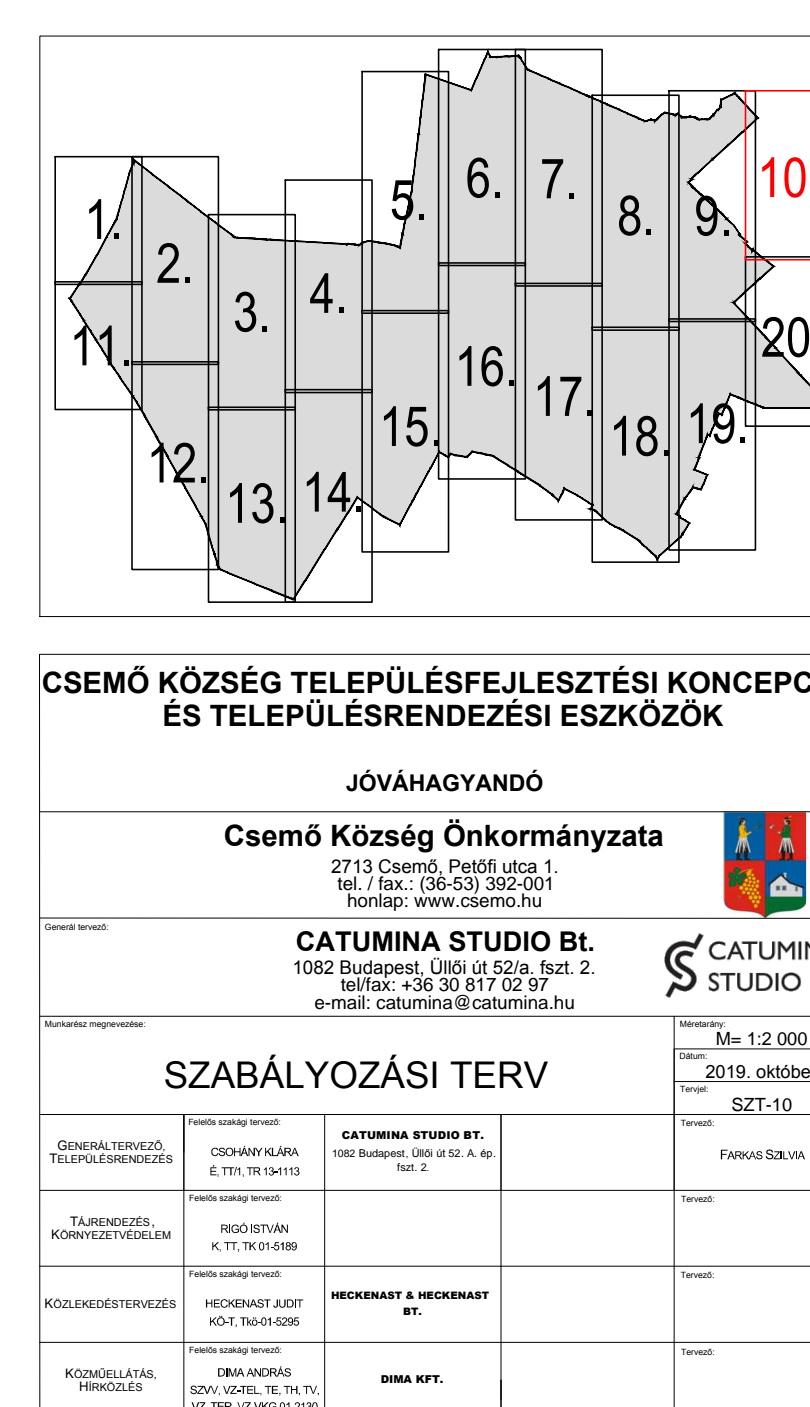 1.
2.
3.
4.
5.
6.
7.
8.
9.
10
11.
12.
13.
14.
15.
16.
17.
18.
19.
20
CSEMŐ KÖZSÉG TELEPÜLÉSFEJLESZTÉSI KONCEPC
ÉS TELEPÜLÉSRENDEZÉSI ESZKÖZÖK
JÓVÁHAGYANDÓ
Csemő Község Önkormányzata
2713 Csemő, Petőfi utca 1.
tel. / fax.: (36-53) 392-001
honlap: www.csemo.hu
Generál tervező:
CATUMINA STUDIO Bt.
1082 Budapest, Üllői út 52/a. fszt. 2.
tel/fax: +36 30 817 02 97
e-mail: catumina@catumina.hu
CATUMIN
STUDIO
Munkarész megnevezése:
SZABÁLYOZÁSI TERV
Méretarány:
M= 1:2 000
Dátum:
2019. októbe
Tervjel:
SZT-10
GENERÁLTERVEZŐ,
TELEPÜLÉSRENDEZÉS
Felelős szakági tervező:
CSOHÁNY KLÁRA
É, TT/1, TR 13-1113
CATUMINA STUDIO BT.
1082 Budapest, Üllői út 52. A. ép.
fszt. 2.
Tervező:
FARKAS SZILVIA
TÁJRENDEZÉS,
KÖRNYEZETVÉDELEM
Felelős szakági tervező:
RIGÓ ISTVÁN
K, TT, TK 01-5189
Tervező:
KÖZLEKEDÉSTERVEZÉS
Felelős szakági tervező:
HECKENAST JUDIT
KÖ-T, Tkö-01-5295
HECKENAST & HECKENAST
BT.
Tervező:
KÖZMŰELLÁTÁS,
HÍRKÖZLÉS
Felelős szakági tervező:
DIMA ANDRÁS
SZVV, VZ-TEL, TE, TH, TV,
VZ-TER, VZ-VKG 01-2130
DIMA KFT.
Tervező: